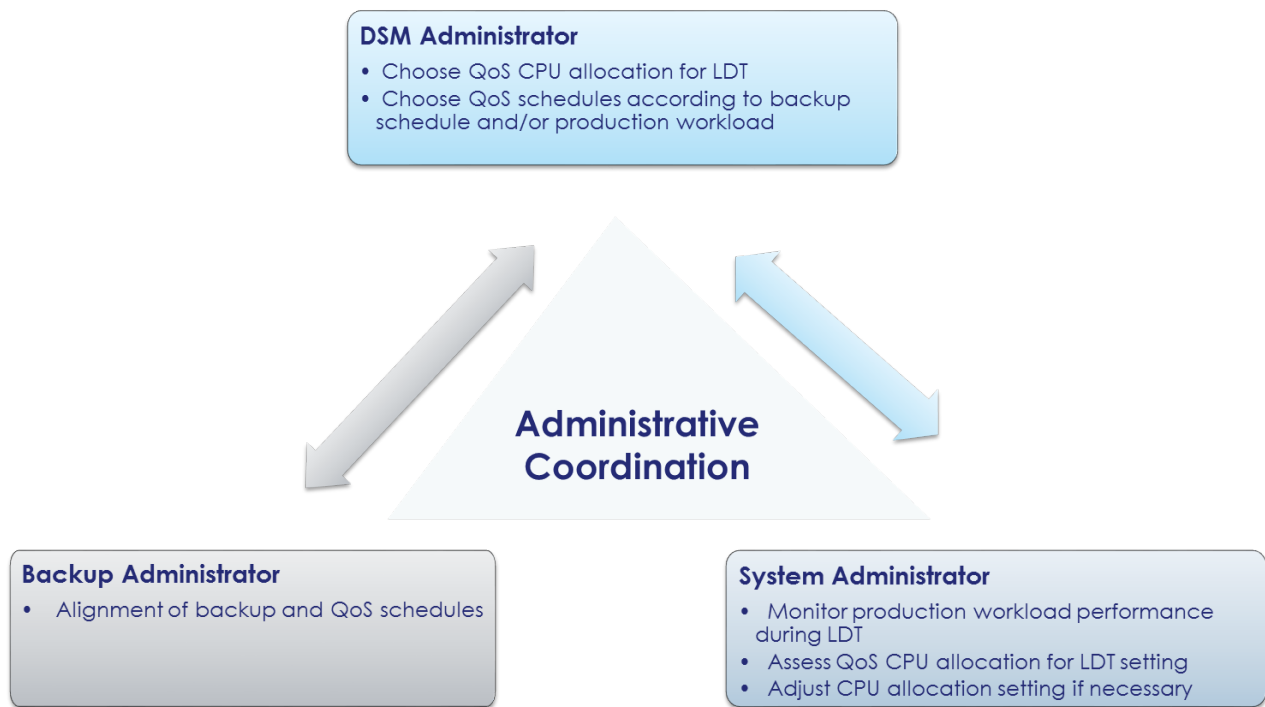 DSM Administrator
• Choose QoS CPU allocation for LDT
• Choose QoS schedules according to backup
schedule and/or production workload
Administrative
Coordination
Backup Administrator
• Alignment of backup and QoS schedules
System Administrator
• Monitor production workload performance
during LDT
• Assess QoS CPU allocation for LDT setting
• Adjust CPU allocation setting if necessary